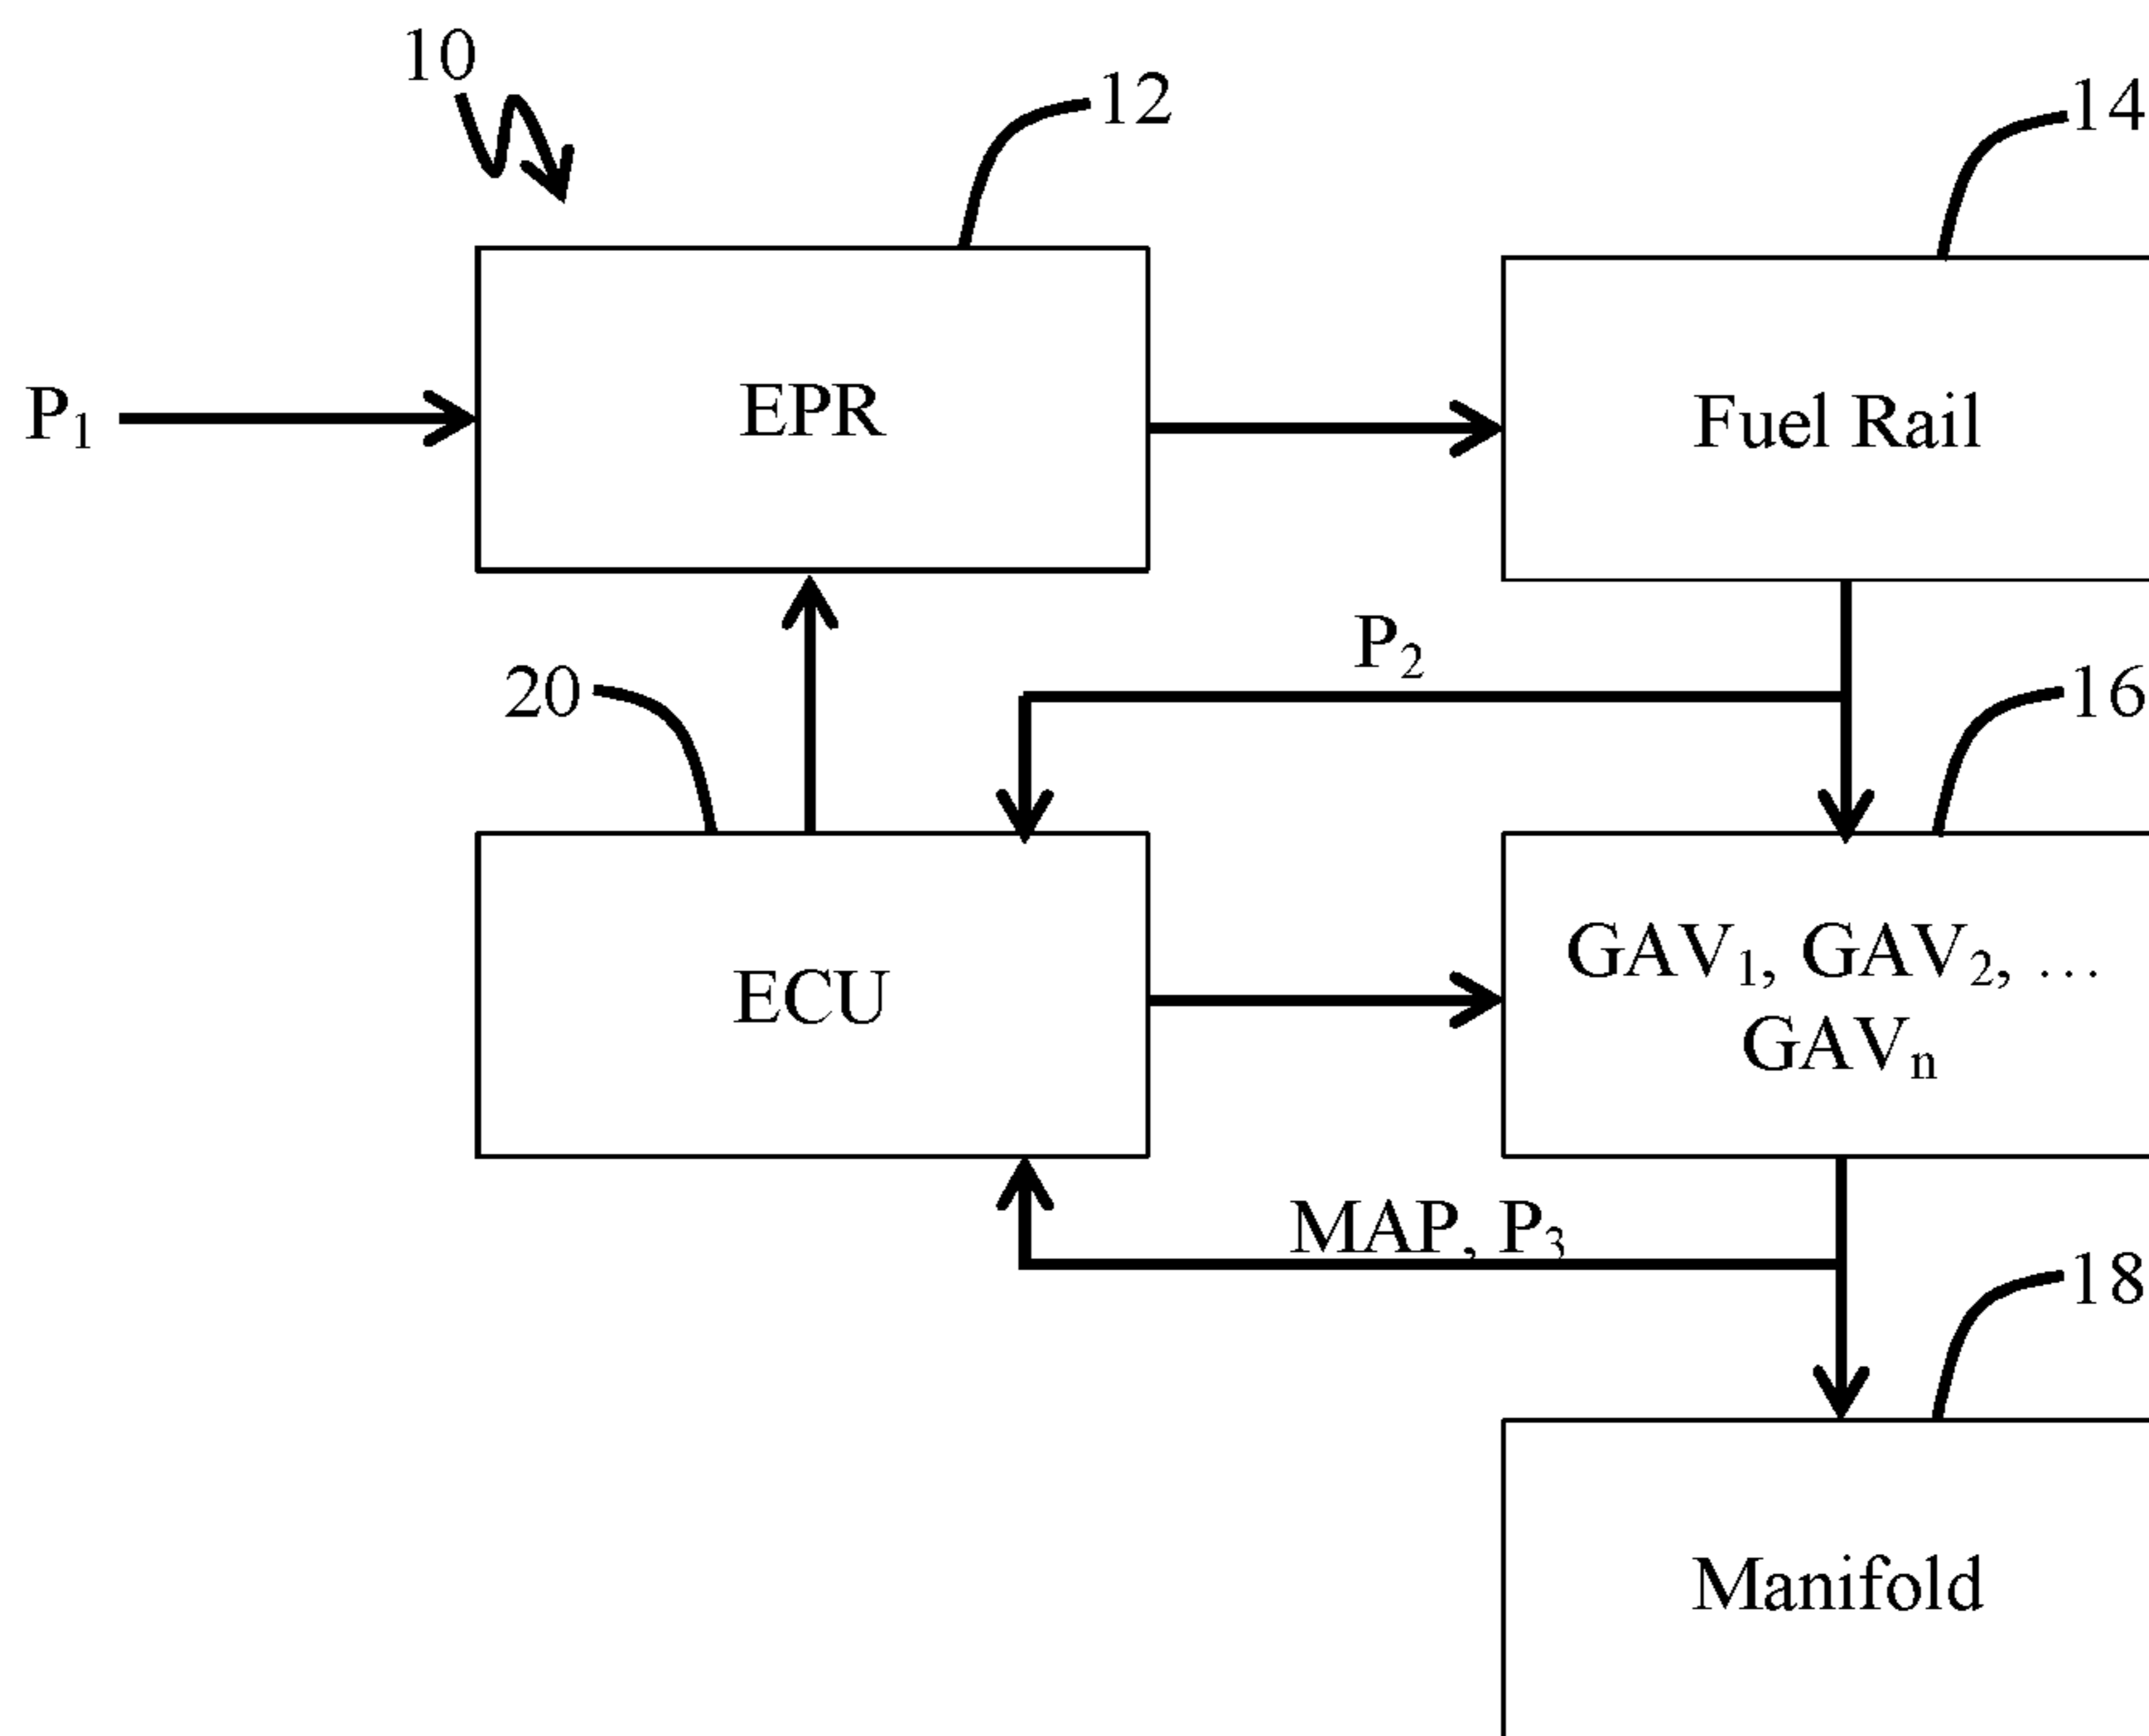 10
12
14
P₁
EPR
Fuel Rail
P₂
20
16
ECU
GAV₁, GAV₂, …
GAVₙ
MAP, P₃
18
Manifold